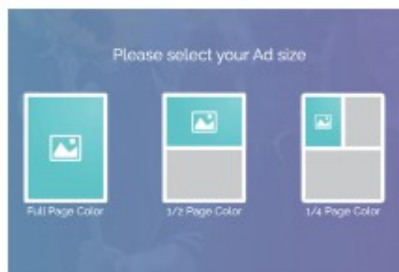 Please select your Ad size
Full Page Color
1/2 Page Color
1/4 Page Color